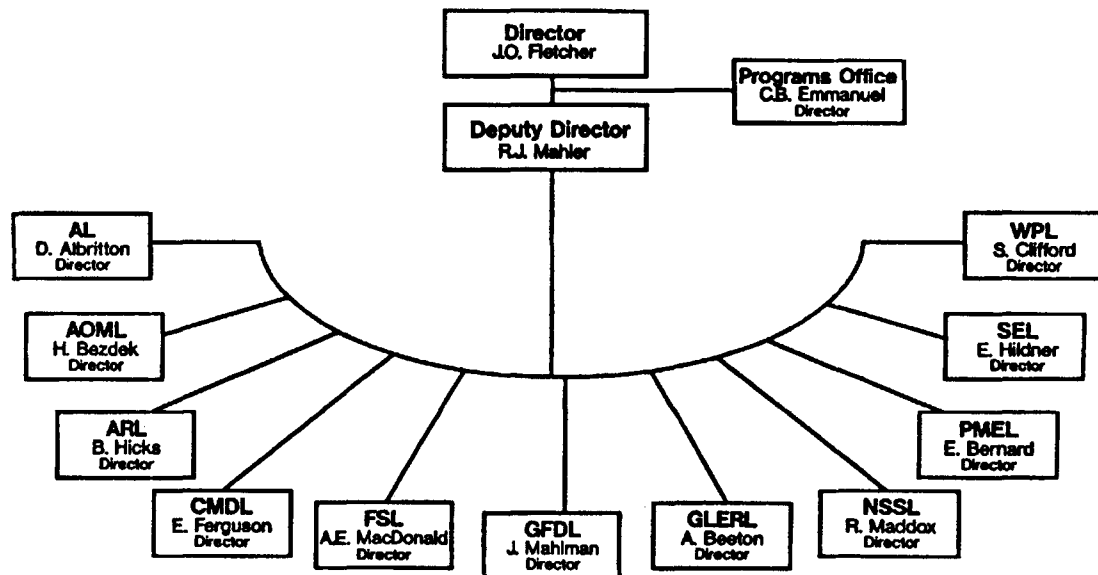 Director
J.O. Fletcher
Programs Office
C.B. Emmanuel
Director
Deputy Director
R.J. Mahler
AL
D. Albritton
Director
WPL
S. Clifford
Director
AOML
H. Bezdek
Director
SEL
E. Hildner
Director
ARL
B. Hicks
Director
PMEL
E. Bernard
Director
CMDL
E. Ferguson
Director
FSL
A.E. MacDonald
Director
GFDL
J. Mahlman
Director
GLERL
A. Beeton
Director
NSSL
R. Maddox
Director